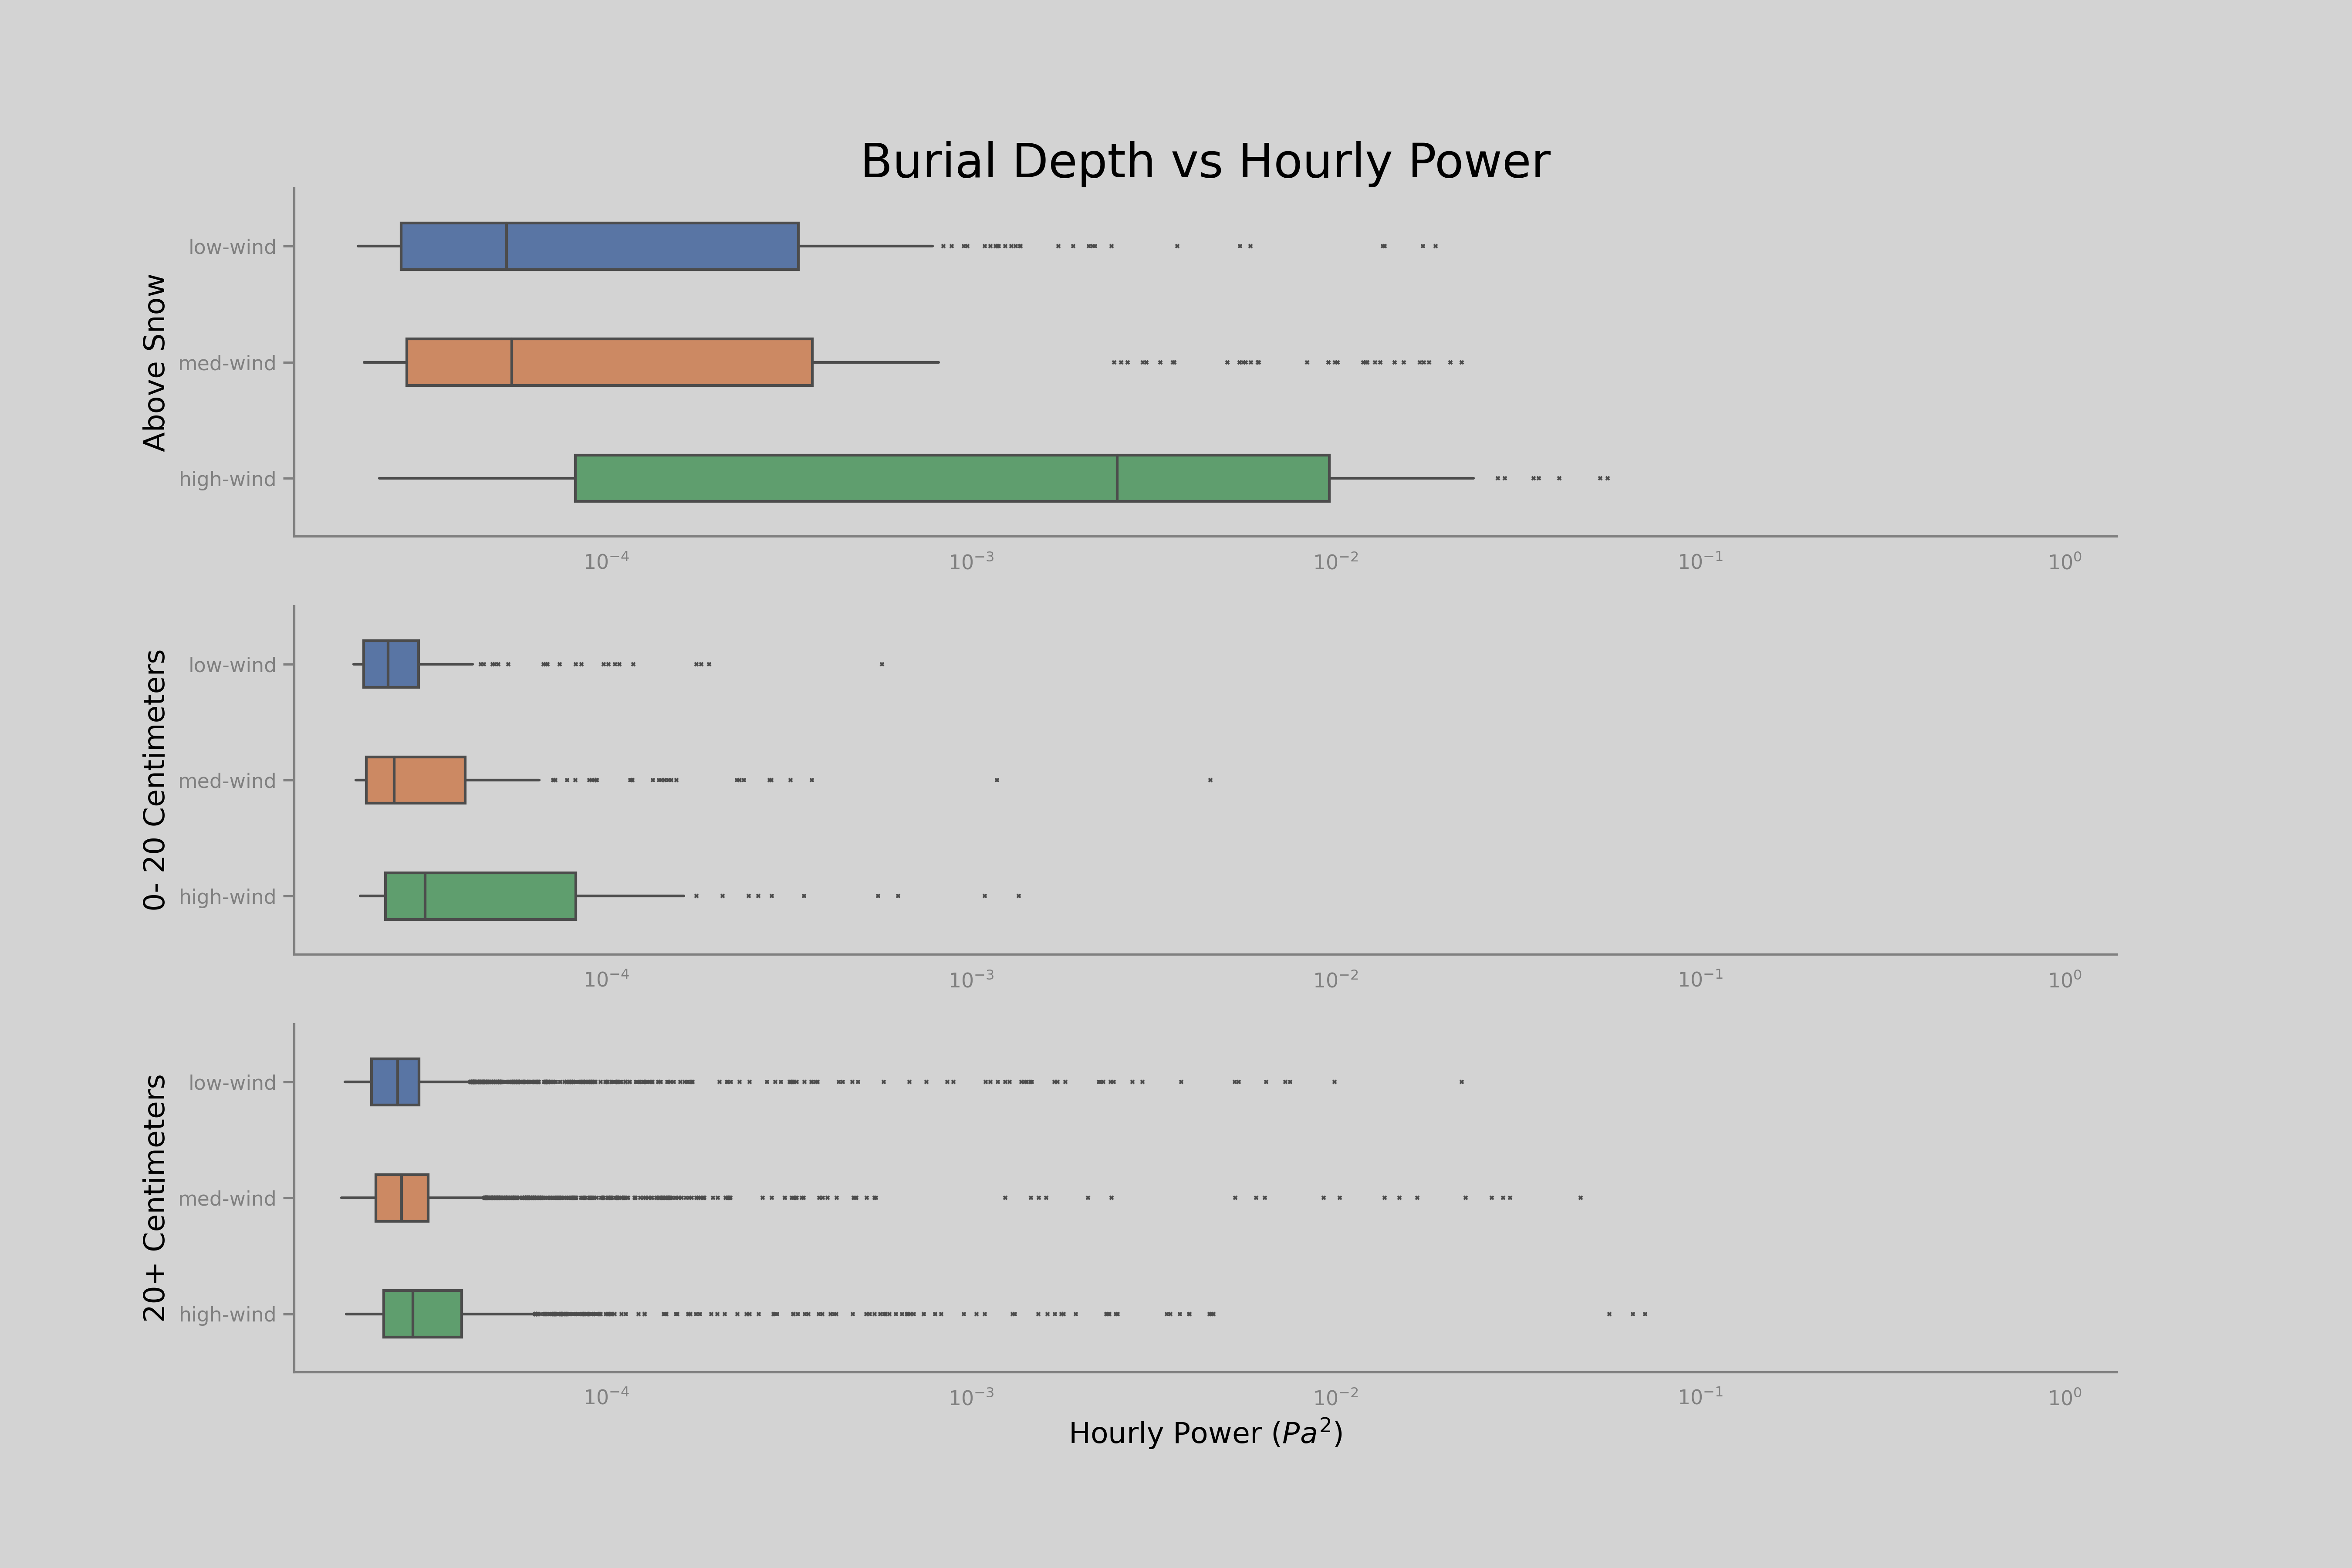 Burial Depth vs Hourly Power
Above Snow
low-wind
med-wind
high-wind
10⁻⁴ 10⁻³ 10⁻² 10⁻¹ 10⁰
0- 20 Centimeters
low-wind
med-wind
high-wind
10⁻⁴ 10⁻³ 10⁻² 10⁻¹ 10⁰
20+ Centimeters
low-wind
med-wind
high-wind
10⁻⁴ 10⁻³ 10⁻² 10⁻¹ 10⁰
Hourly Power (Pa²)